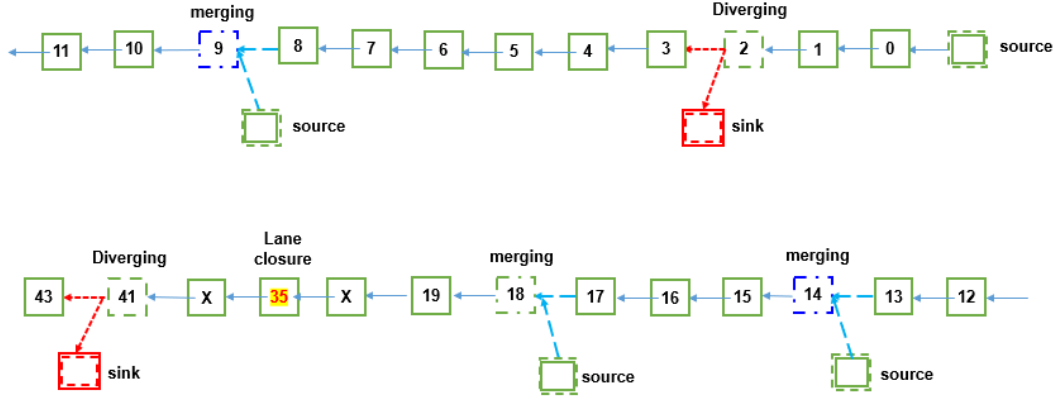 merging
Diverging
11
10
9
8
7
6
5
4
3
2
1
0
source
source
sink
Lane
closure
Diverging
merging
merging
43
41
X
35
X
19
18
17
16
15
14
13
12
sink
source
source